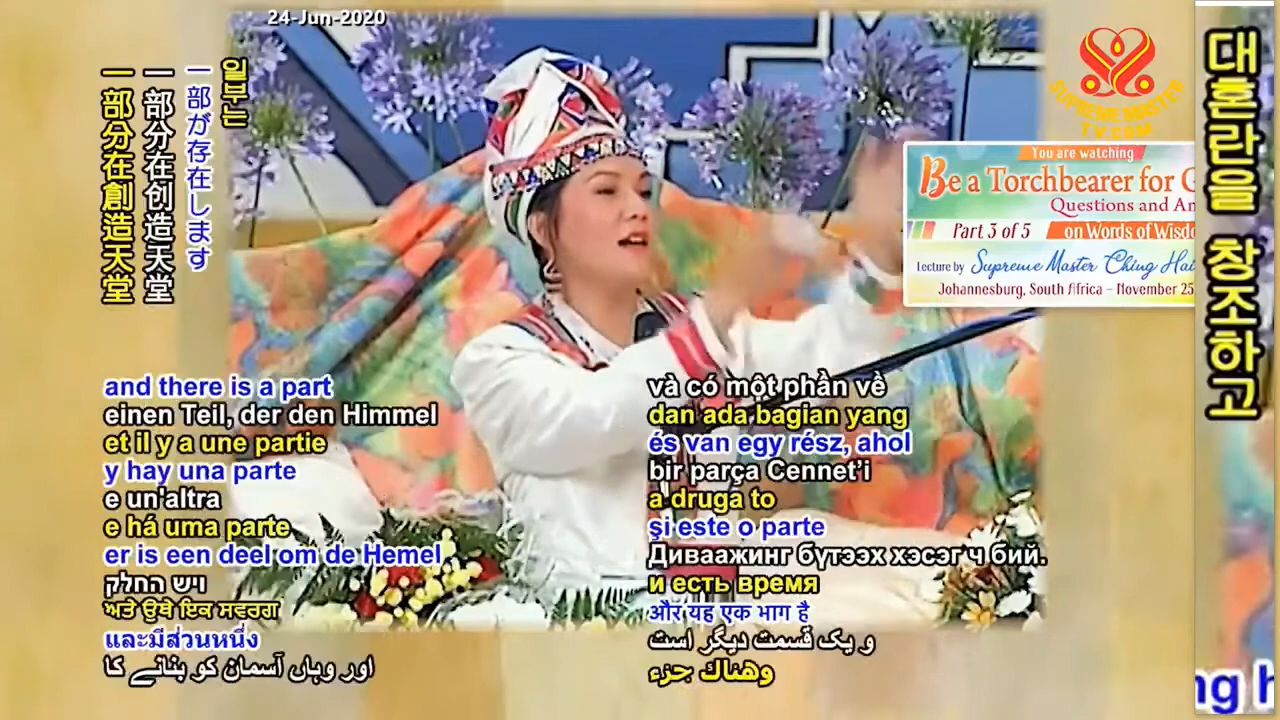 24-Jun-2020
SUPREME MASTER
TV.COM
You are watching
Be a Torchbearer for G
Questions and An
Part 3 of 5
on Words of Wisdo
Lecture by Supreme Master Ching Hai
Johannesburg, South Africa – November 25
대혼란을 창조하고
일부는
一部が存在します
一部分在创造天堂
一部分在創造天堂
and there is a part
einen Teil, der den Himmel
et il y a une partie
y hay una parte
e un'altra
e há uma parte
er is een deel om de Hemel
ויש החלק
ਅਤੇ ਉਥੇ ਇਕ ਸਵਰਗ
และมีส่วนหนึ่ง
اور وہاں آسمان کو بنانے کا
và có một phần về
dan ada bagian yang
és van egy rész, ahol
bir parça Cennet’i
a druga to
și este o parte
Диваажинг бүтээх хэсэг ч бий.
и есть время
और यह एक भाग है
و یک قسمت دیگر است
وهناك جزء
ng h